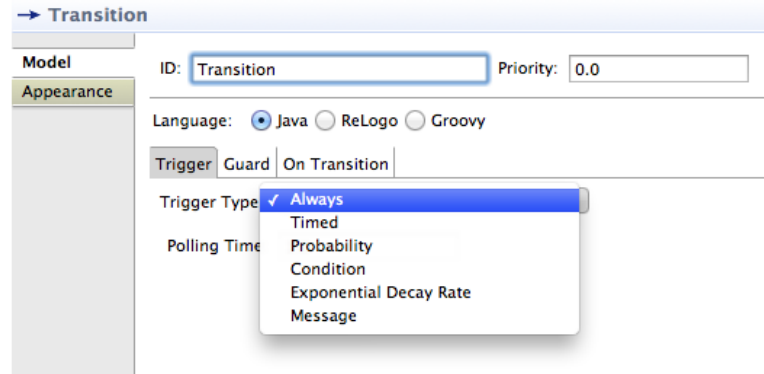 Transition
Model
Appearance
ID: Transition Priority: 0.0
Language: Java ReLogo Groovy
Trigger Guard On Transition
Trigger Type ✓ Always
Timed
Polling Time Probability
Condition
Exponential Decay Rate
Message